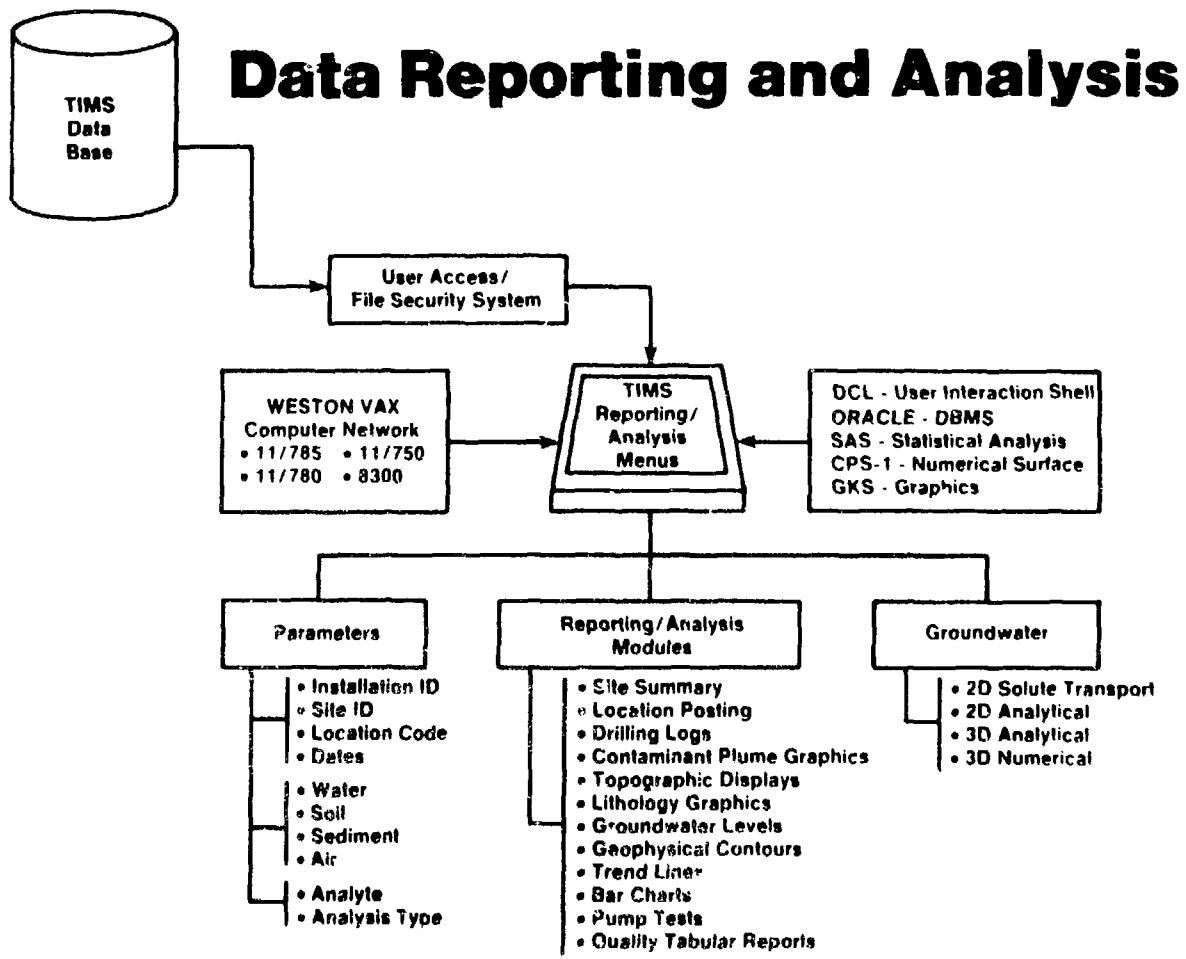 Data Reporting and Analysis
TIMS
Data
Base
User Access/
File Security System
WESTON VAX
Computer Network
• 11/785 • 11/750
• 11/780 • 8300
TIMS
Reporting/
Analysis
Menus
DCL - User Interaction Shell
ORACLE - DBMS
SAS - Statistical Analysis
CPS-1 - Numerical Surface
GKS - Graphics
Parameters
• Installation ID
• Site ID
• Location Code
• Dates
• Water
• Soil
• Sediment
• Air
• Analyte
• Analysis Type
Reporting/Analysis
Modules
• Site Summary
• Location Posting
• Drilling Logs
• Contaminant Plume Graphics
• Topographic Displays
• Lithology Graphics
• Groundwater Levels
• Geophysical Contours
• Trend Lines
• Bar Charts
• Pump Tests
• Quality Tabular Reports
Groundwater
• 2D Solute Transport
• 2D Analytical
• 3D Analytical
• 3D Numerical